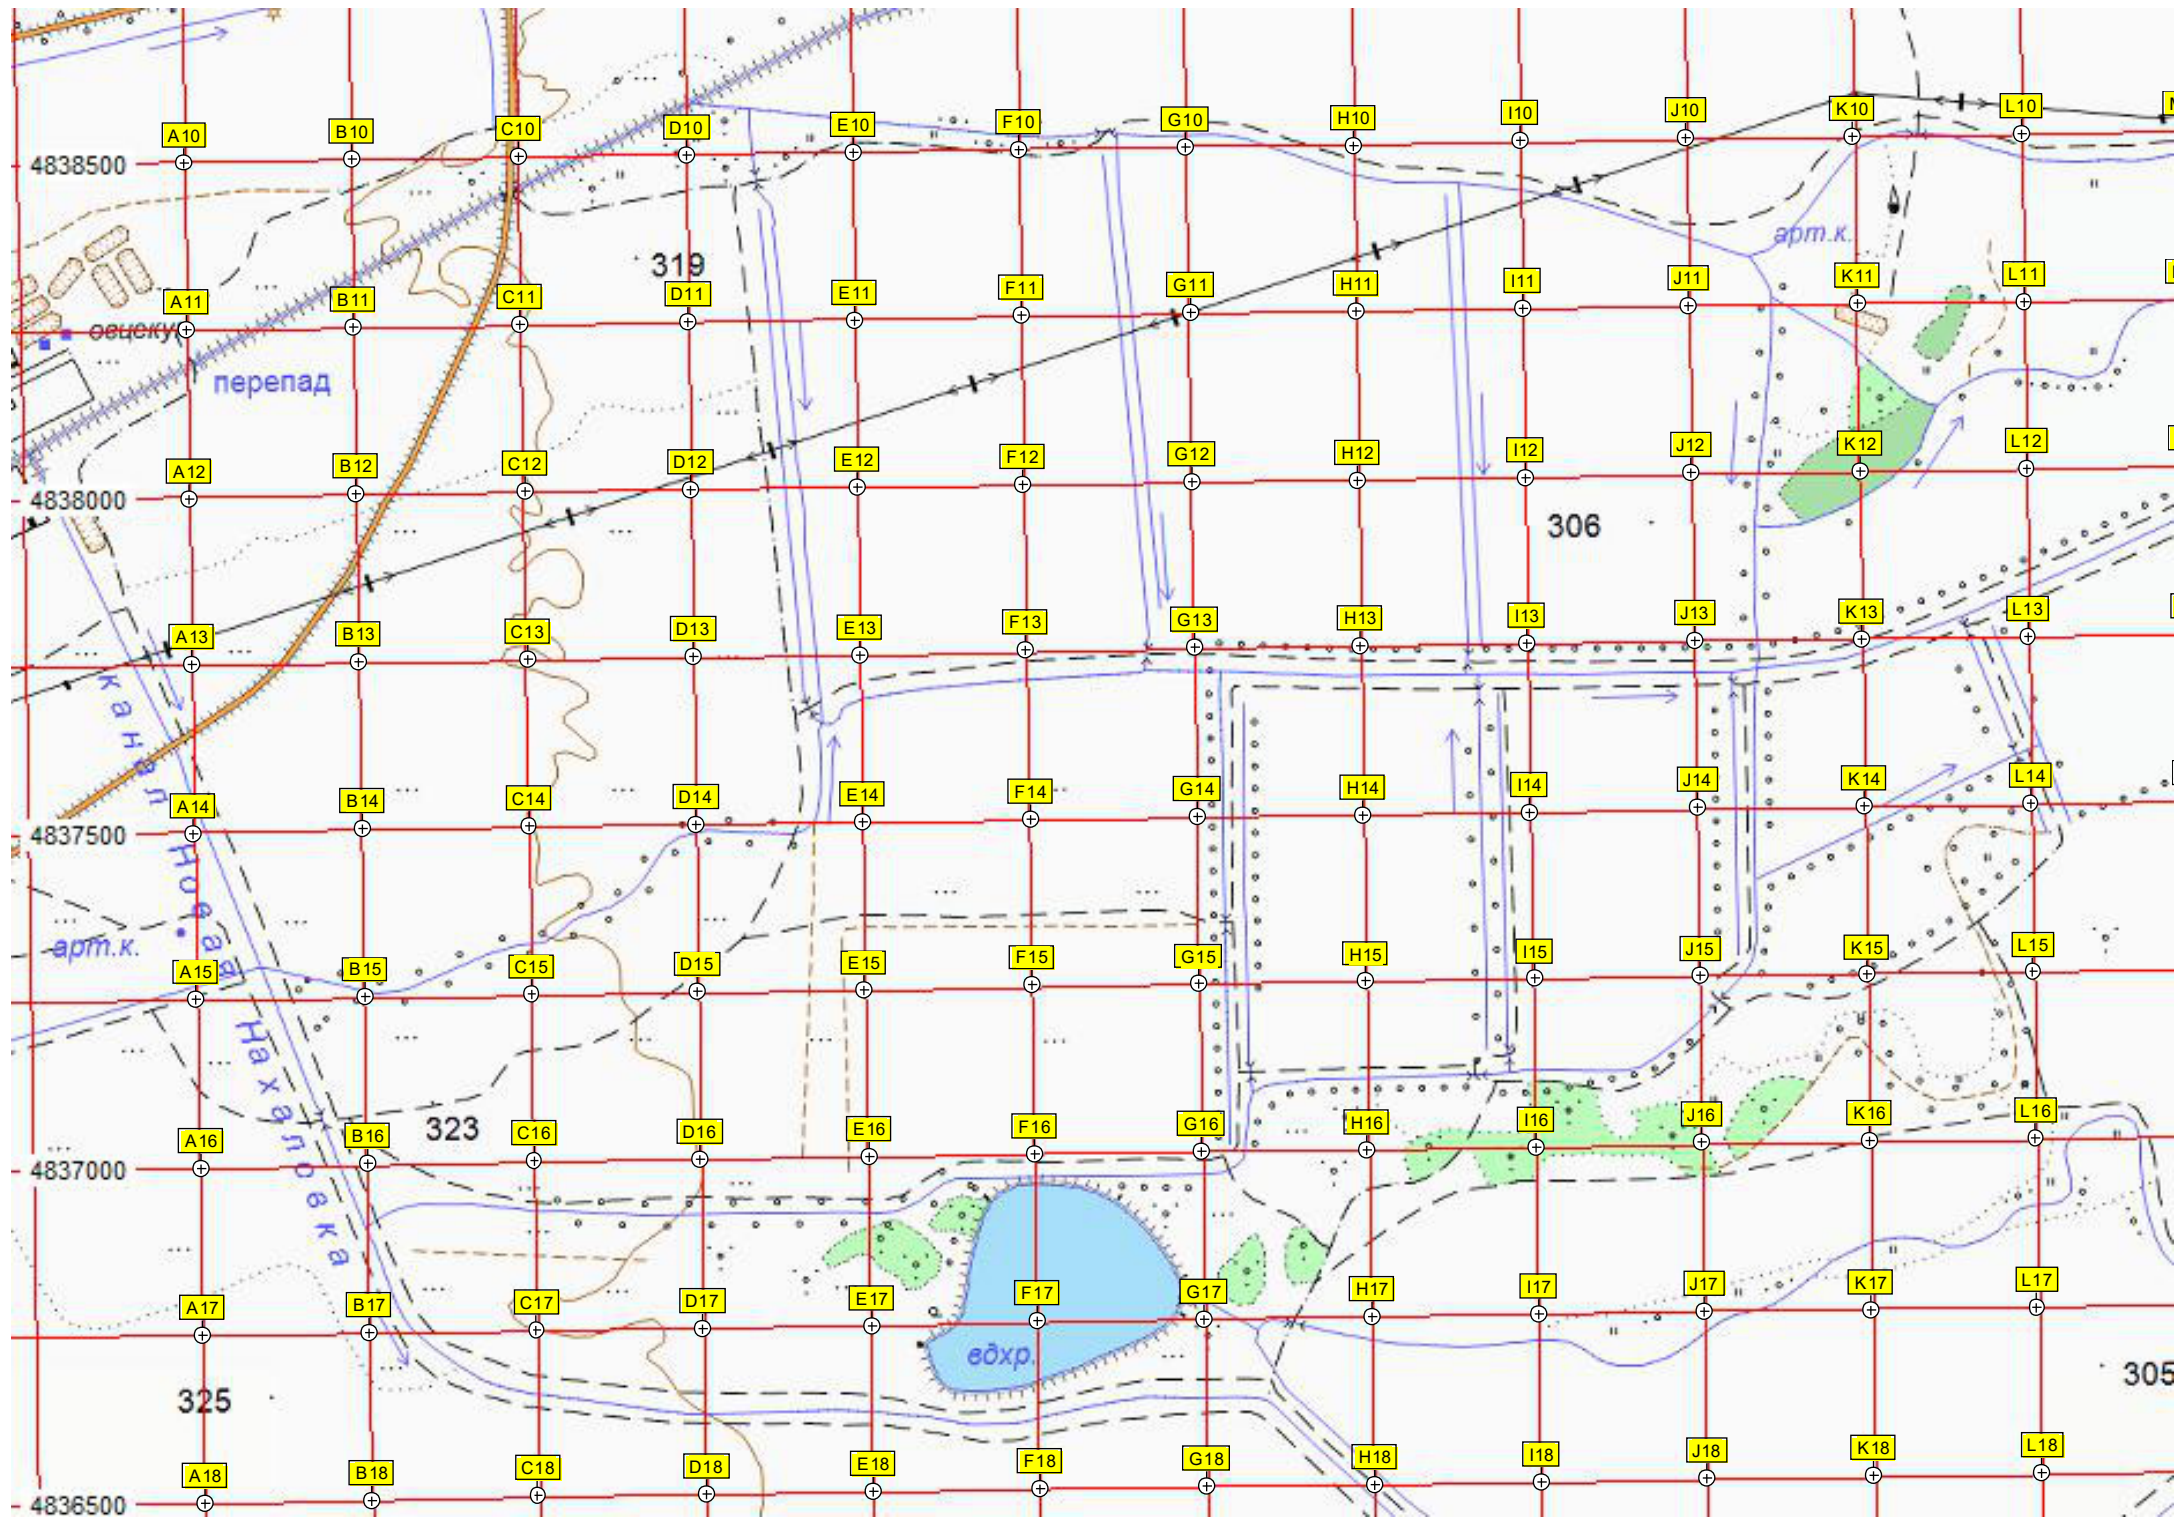 A10 B10 C10 D10 E10 F10 G10 H10 I10 J10 K10 L10
4838500
арт.к.
319
A11 B11 C11 D11 E11 F11 G11 H11 I11 J11 K11 L11
перепад
A12 B12 C12 D12 E12 F12 G12 H12 I12 J12 K12 L12
4838000
306
A13 B13 C13 D13 E13 F13 G13 H13 I13 J13 K13 L13
канал Новая Нахаловка
A14 B14 C14 D14 E14 F14 G14 H14 I14 J14 K14 L14
4837500
арт.к.
A15 B15 C15 D15 E15 F15 G15 H15 I15 J15 K15 L15
323
A16 B16 C16 D16 E16 F16 G16 H16 I16 J16 K16 L16
4837000
A17 B17 C17 D17 E17 F17 G17 H17 I17 J17 K17 L17
вдхр.
325
305
A18 B18 C18 D18 E18 F18 G18 H18 I18 J18 K18 L18
4836500